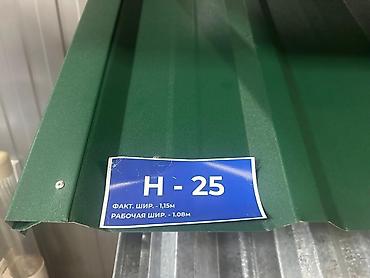 Н - 25
ФАКТ. ШИР. - 1,15м
РАБОЧАЯ ШИР. - 1.08м